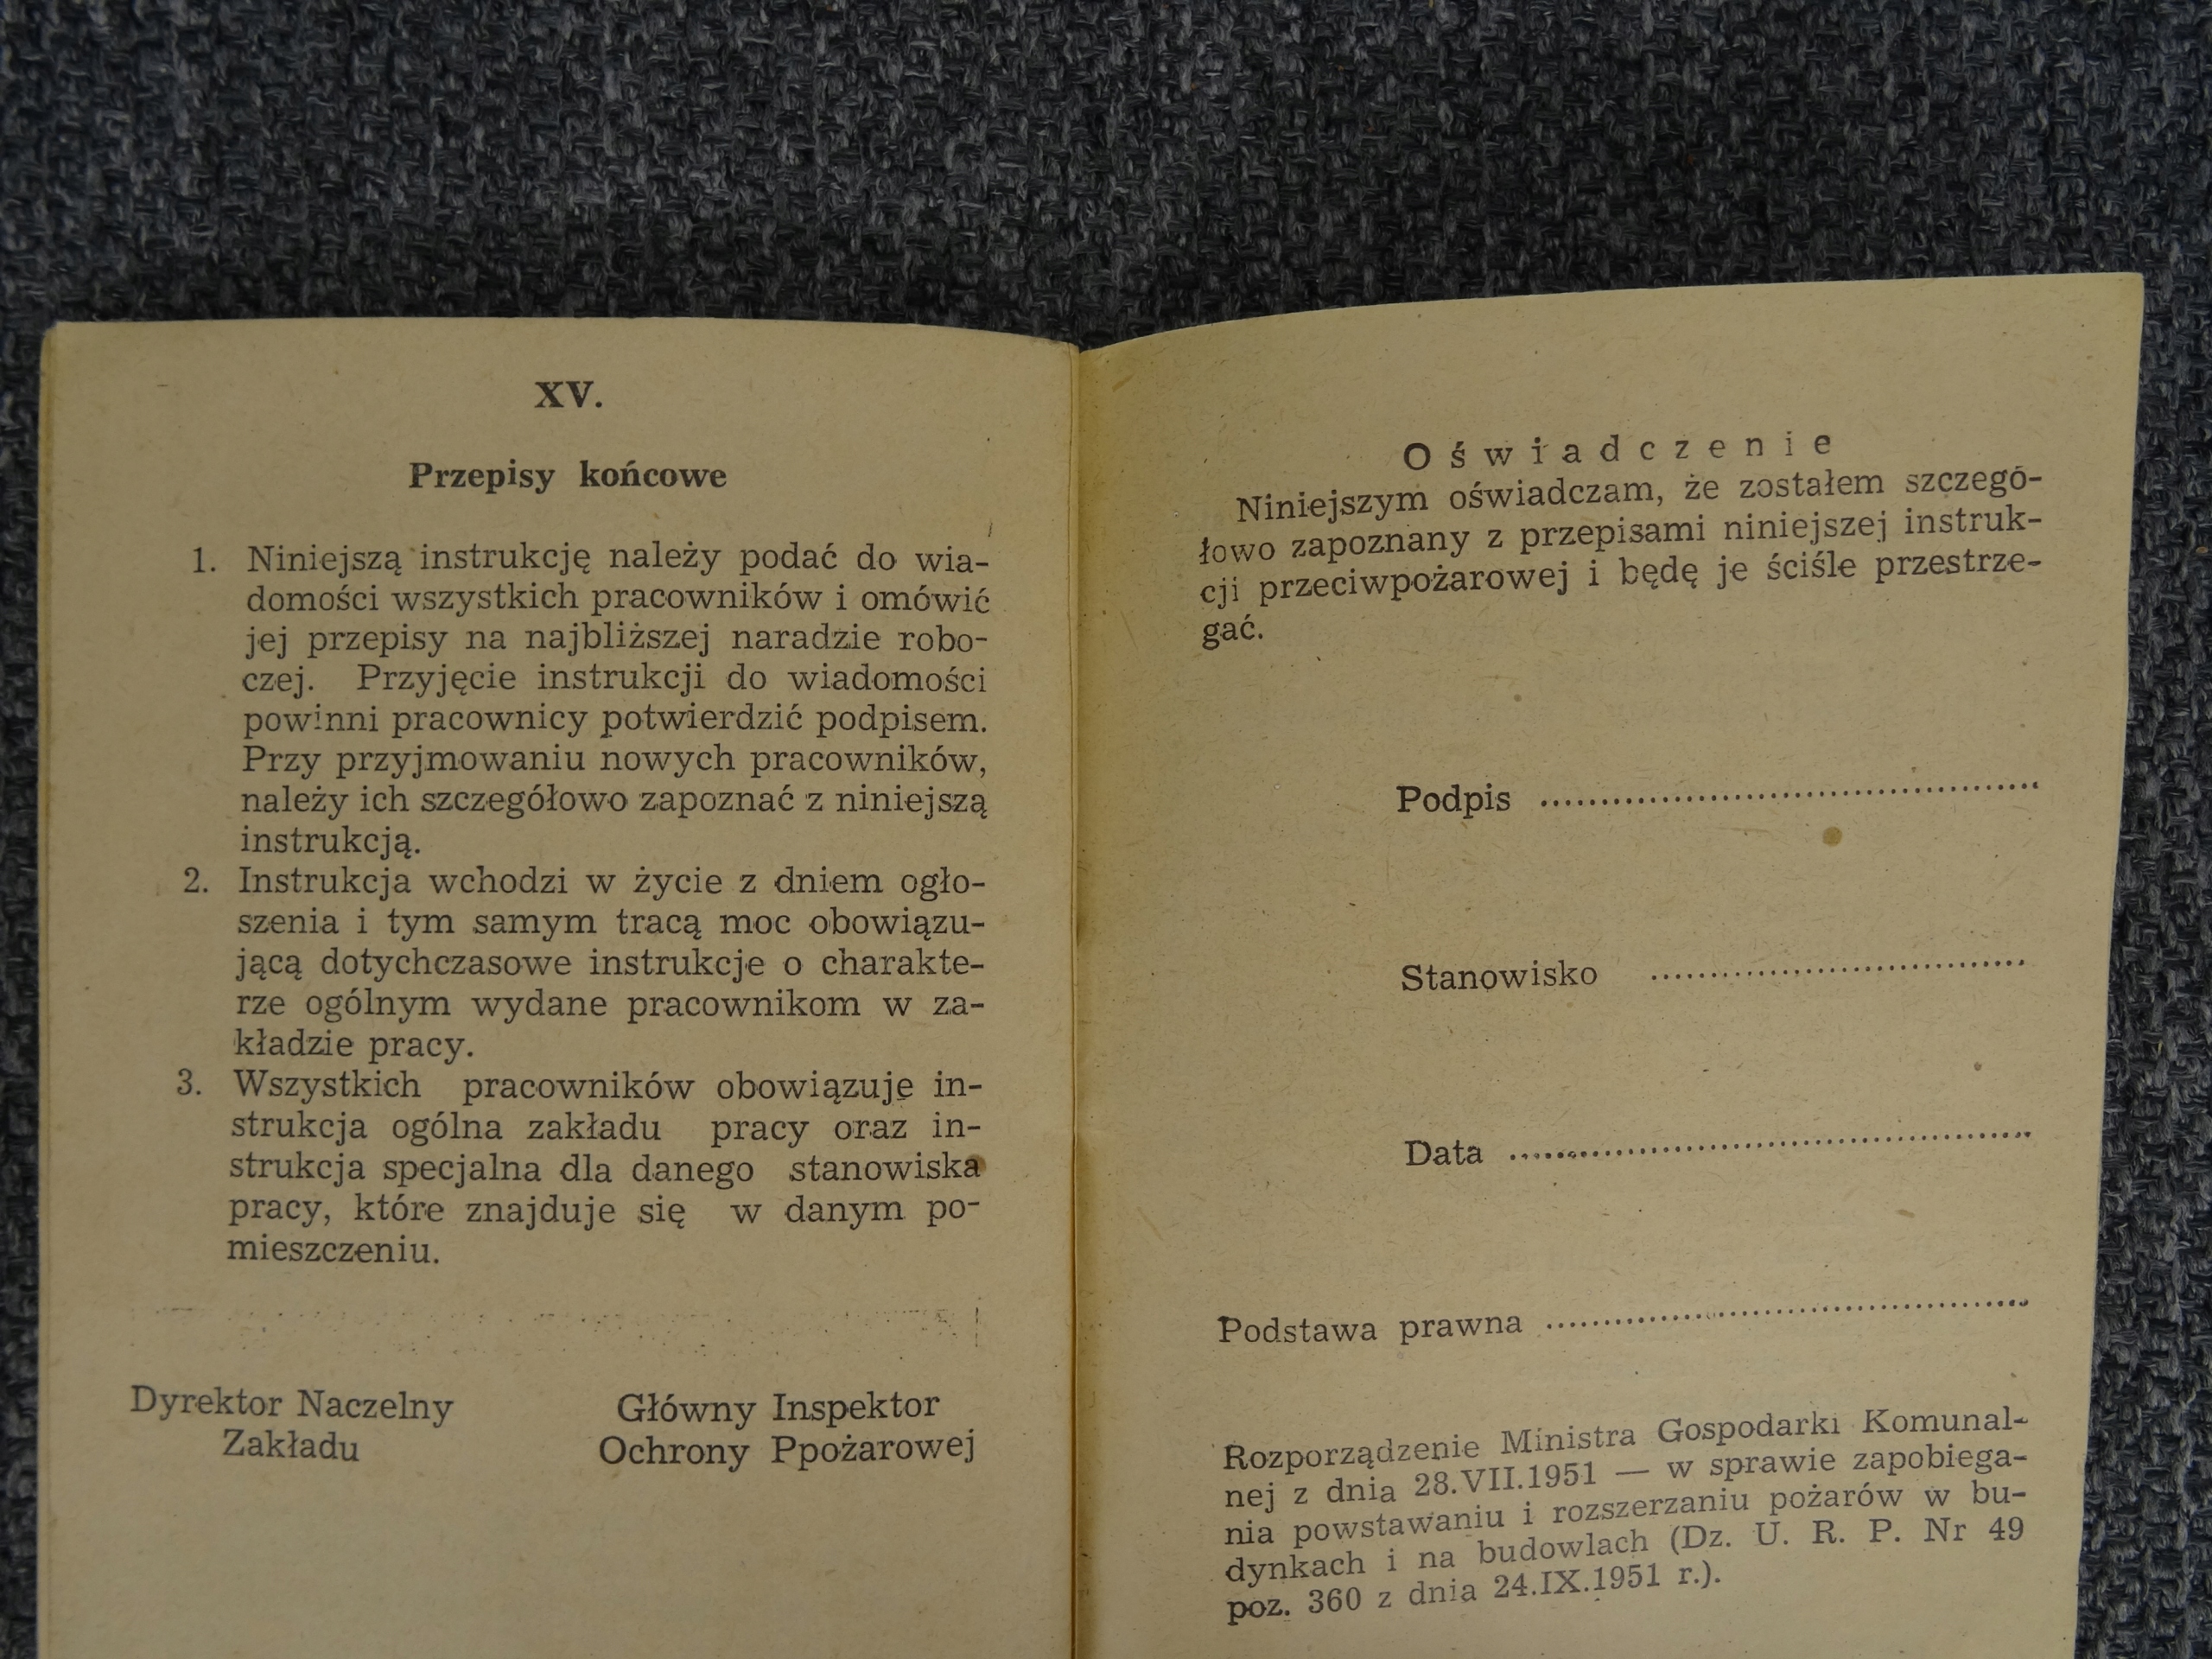 XV.
Przepisy końcowe
1. Niniejszą instrukcję należy podać do wia-
domości wszystkich pracowników i omówić
jej przepisy na najbliższej naradzie robo-
czej. Przyjęcie instrukcji do wiadomości
powinni pracownicy potwierdzić podpisem.
Przy przyjmowaniu nowych pracowników,
należy ich szczegółowo zapoznać z niniejszą
instrukcją.
2. Instrukcja wchodzi w życie z dniem ogło-
szenia i tym samym tracą moc obowiązu-
jącą dotychczasowe instrukcje o charakte-
rze ogólnym wydane pracownikom w za-
kładzie pracy.
3. Wszystkich pracowników obowiązuje in-
strukcja ogólna zakładu pracy oraz in-
strukcja specjalna dla danego stanowiska
pracy, które znajduje się w danym po-
mieszczeniu.
Dyrektor Naczelny
Zakładu
Główny Inspektor
Ochrony Ppożarowej
Oświadczenie
Niniejszym oświadczam, że zostałem szczegó-
łowo zapoznany z przepisami niniejszej instruk-
cji przeciwpożarowej i będę je ściśle przestrze-
gać.
Podpis ..........................................
Stanowisko ................................
Data .............................................
Podstawa prawna .........................................
Rozporządzenie Ministra Gospodarki Komunal-
nej z dnia 28.VII.1951 — w sprawie zapobiega-
nia powstawaniu i rozszerzaniu pożarów w bu-
dynkach i na budowlach (Dz. U. R. P. Nr 49
poz. 360 z dnia 24.IX.1951 r.).